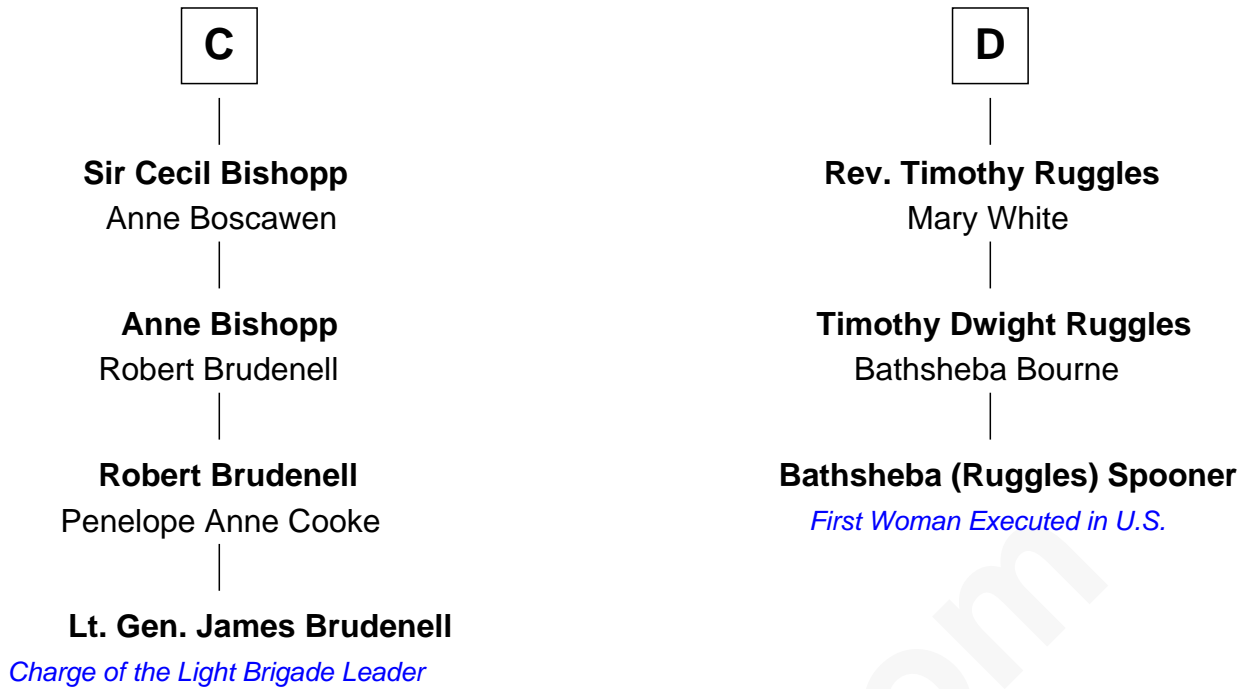 C
Sir Cecil Bishopp
Anne Boscawen
Anne Bishopp
Robert Brudenell
Robert Brudenell
Penelope Anne Cooke
Lt. Gen. James Brudenell
Charge of the Light Brigade Leader
D
Rev. Timothy Ruggles
Mary White
Timothy Dwight Ruggles
Bathsheba Bourne
Bathsheba (Ruggles) Spooner
First Woman Executed in U.S.
om